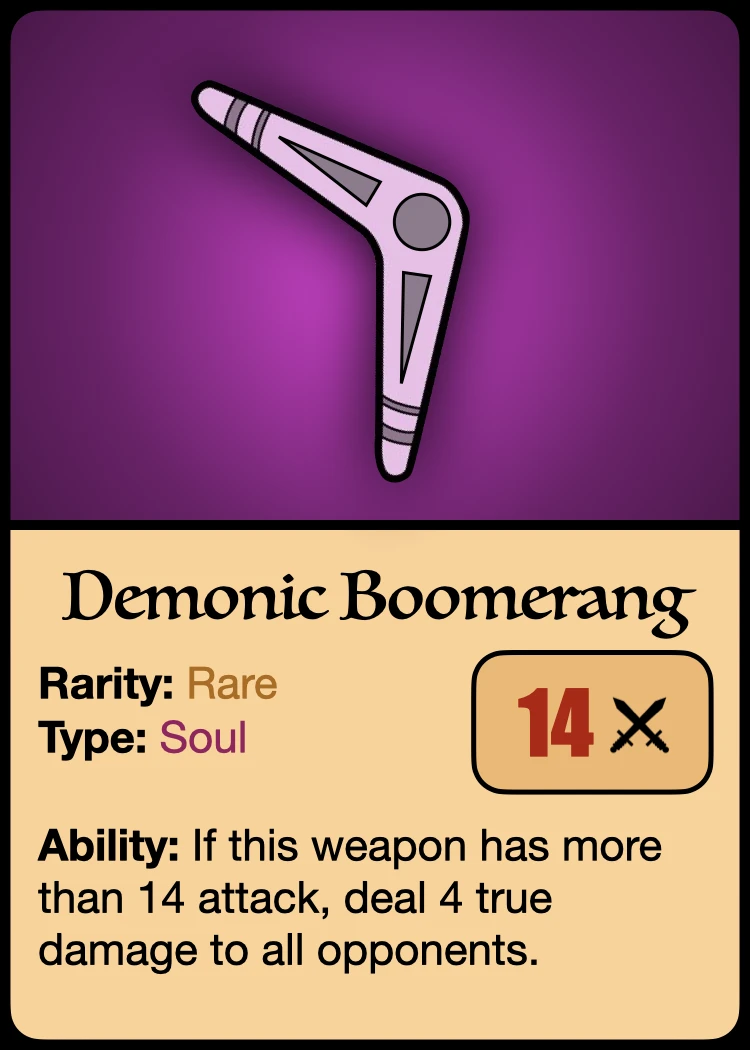 Demonic Boomerang
Rarity: Rare
Type: Soul
14
Ability: If this weapon has more
than 14 attack, deal 4 true
damage to all opponents.